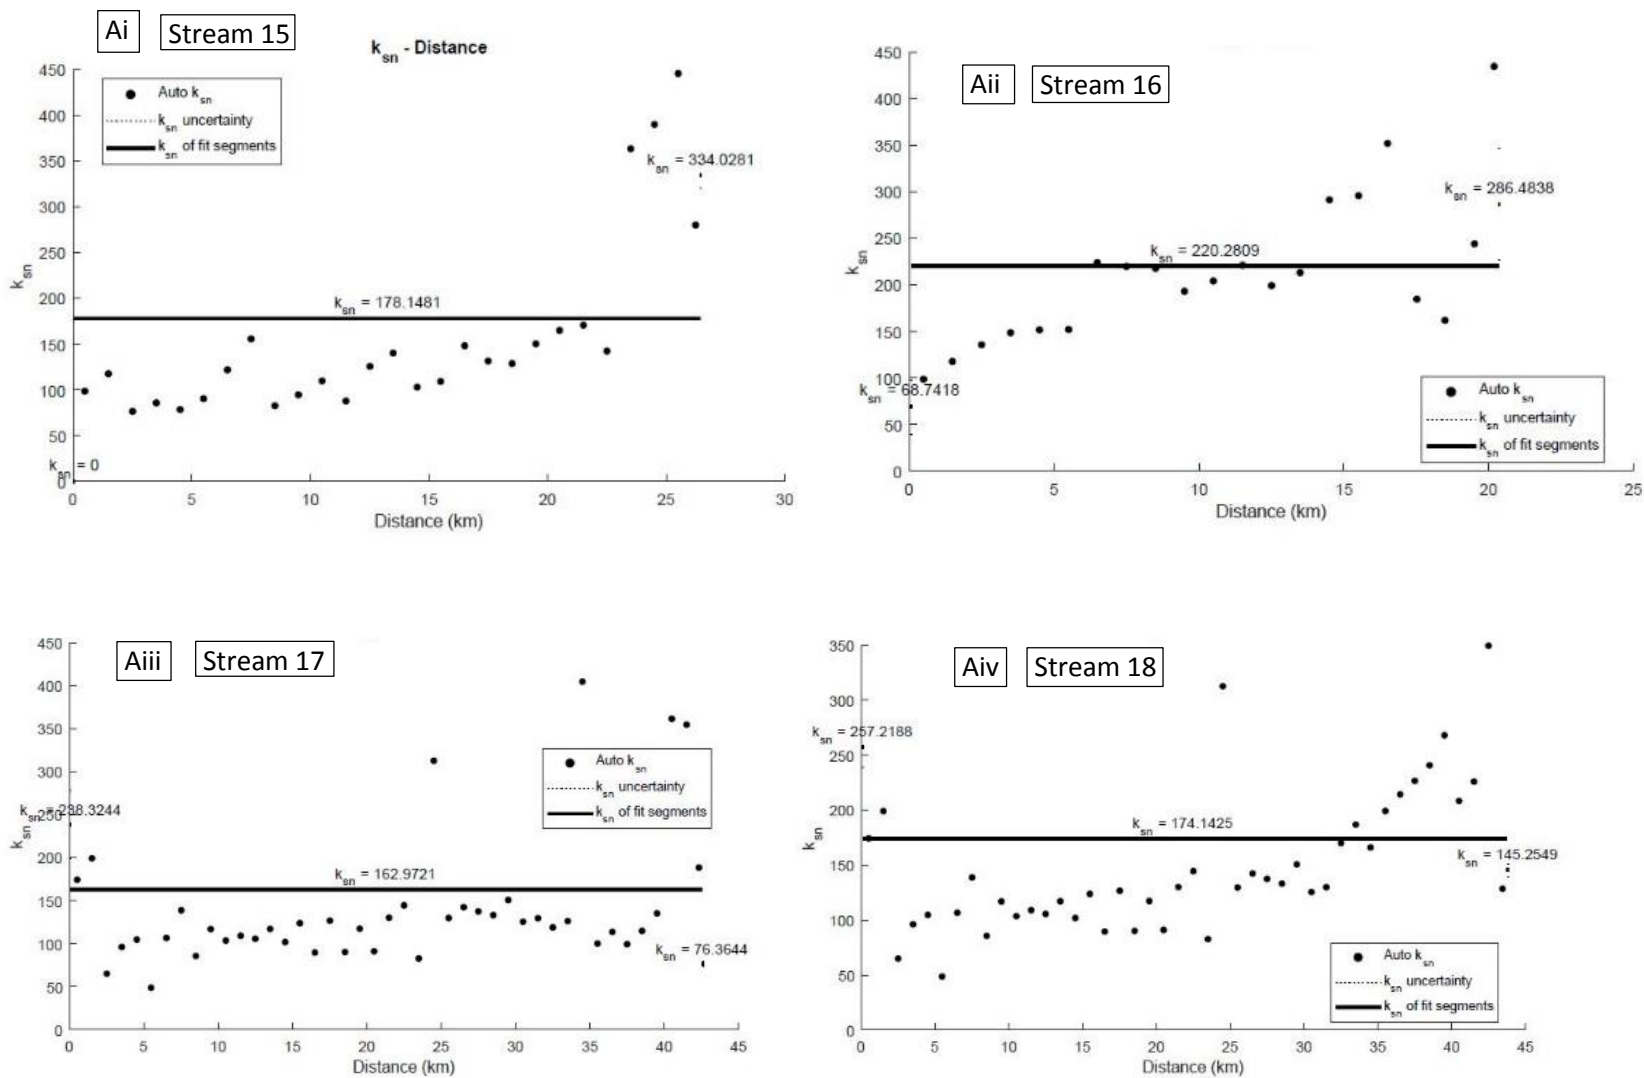 Ai
Stream 15
ksn - Distance
450
400
350
300
250
200
150
100
50
0
ksn
Auto ksn
ksn uncertainty
ksn of fit segments
ksn = 334.0281
ksn = 178.1481
ksn = 0
0 5 10 15 20 25 30
Distance (km)
Aii
Stream 16
450
400
350
300
250
200
150
100
50
0
ksn
ksn = 286.4838
ksn = 220.2809
ksn = 68.7418
Auto ksn
ksn uncertainty
ksn of fit segments
0 5 10 15 20 25
Distance (km)
Aiii
Stream 17
450
400
350
300
250
200
150
100
50
0
ksn
Auto ksn
ksn uncertainty
ksn of fit segments
ksn = 238.3244
ksn = 162.9721
ksn = 76.3644
0 5 10 15 20 25 30 35 40 45
Distance (km)
Aiv
Stream 18
350
300
250
200
150
100
50
0
ksn
ksn = 257.2188
ksn = 174.1425
ksn = 145.2549
Auto ksn
ksn uncertainty
ksn of fit segments
0 5 10 15 20 25 30 35 40 45
Distance (km)